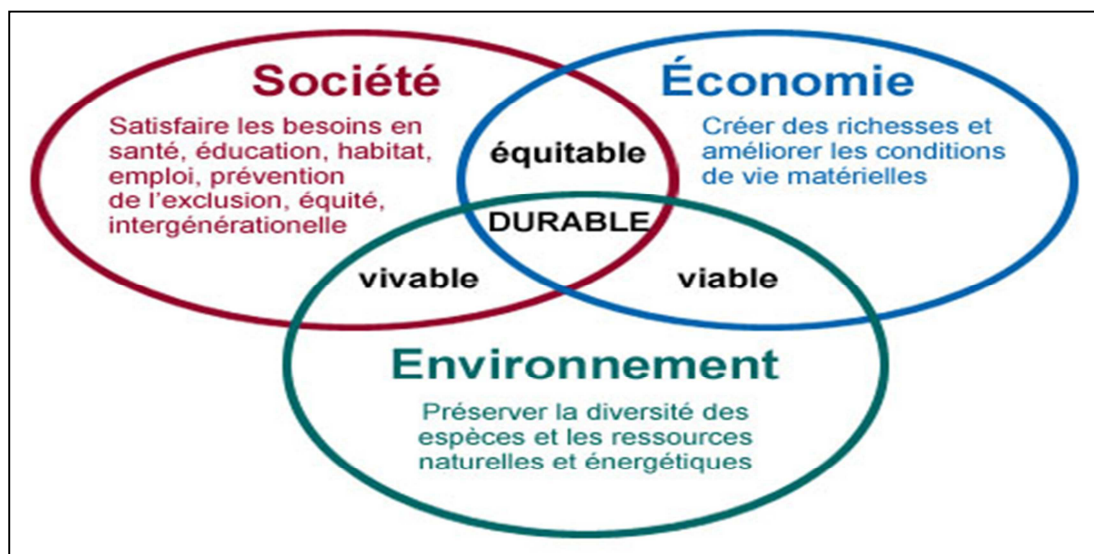 Société
Satisfaire les besoins en
santé, éducation, habitat,
emploi, prévention
de l'exclusion, équité,
intergénérationelle
Économie
Créer des richesses et
améliorer les conditions
de vie matérielles
équitable
DURABLE
vivable
viable
Environnement
Préserver la diversité des
espèces et les ressources
naturelles et énergétiques